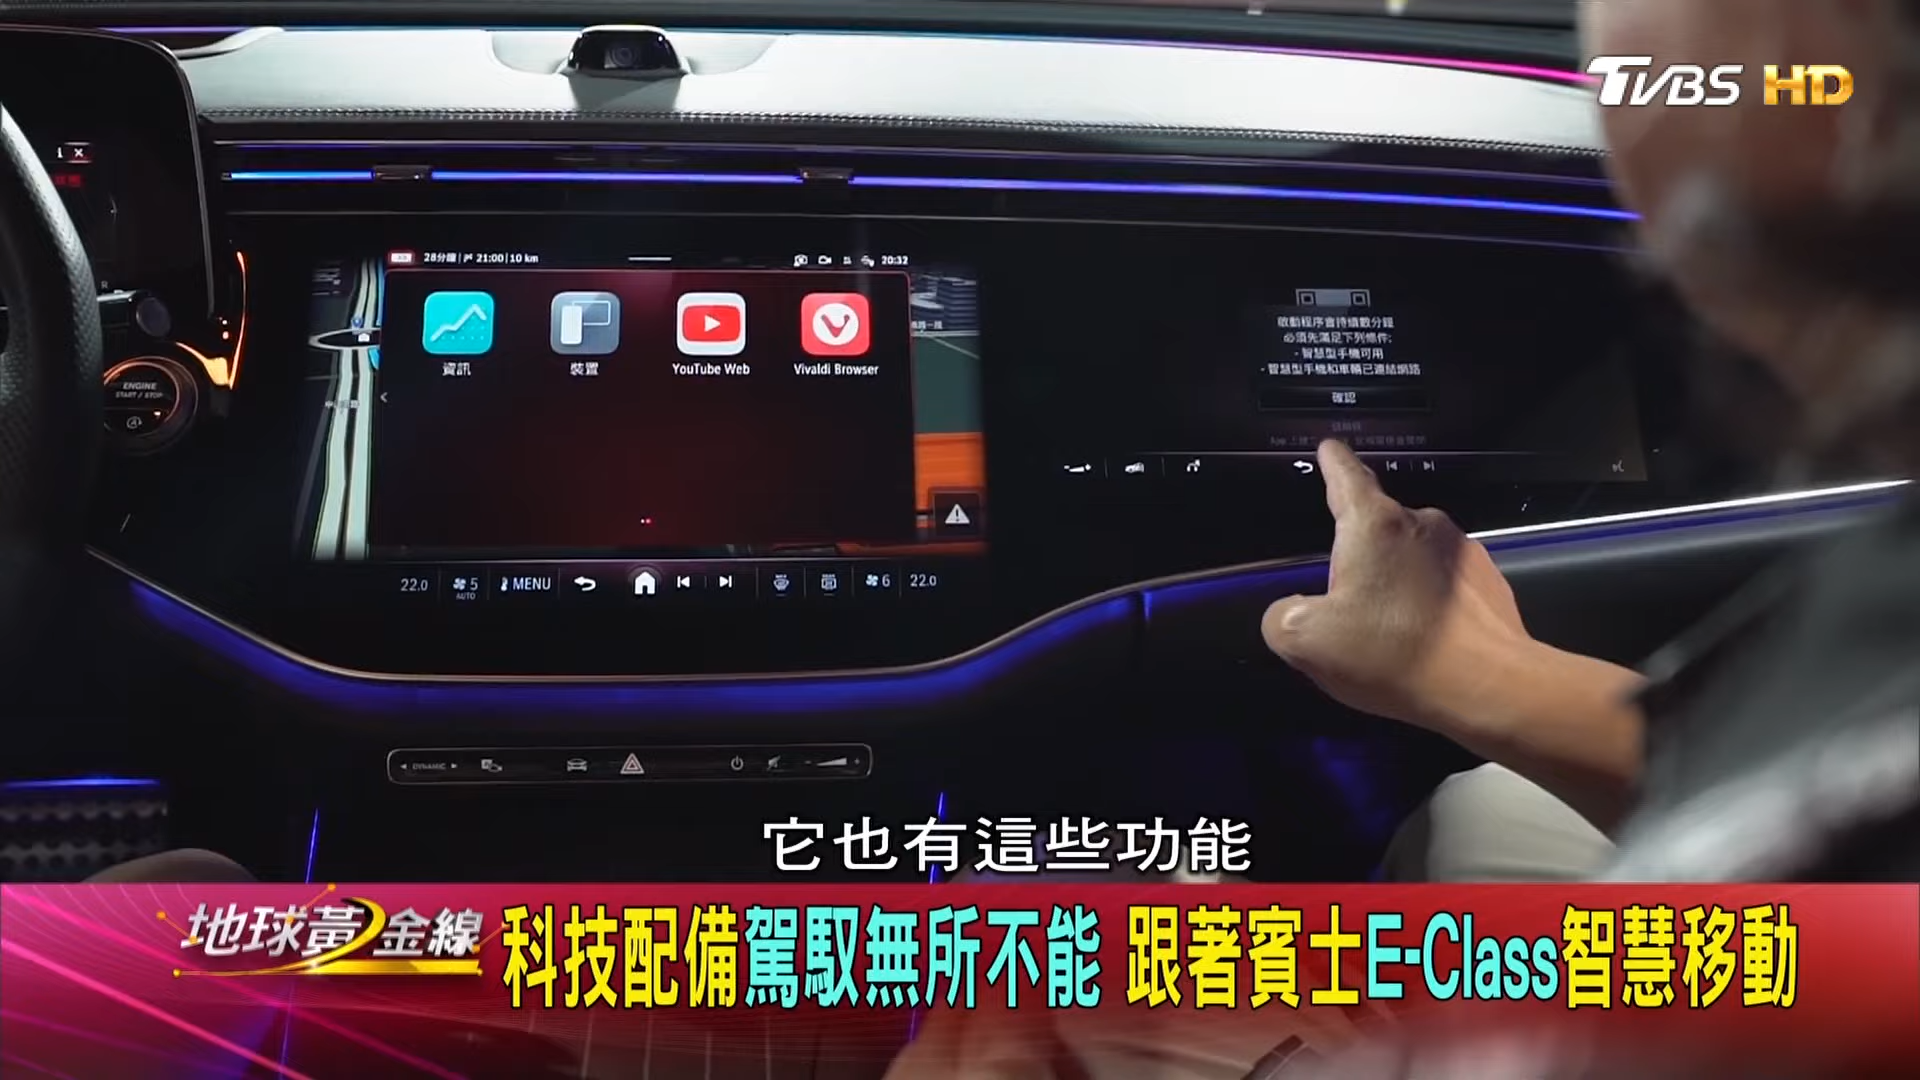 TVBS HD
28分鐘 | 21:00 | 10 km
20:32
資訊
裝置
YouTube Web
Vivaldi Browser
啟動程序會持續數分鐘
必須先滿足下列條件:
- 智慧型手機可用
- 智慧型手機和車輛已連結網路
確認
R
ENGINE
START / STOP
22.0
5
AUTO
MENU
6
22.0
DYNAMIC
它也有這些功能
地球黃金線
科技配備駕馭無所不能 跟著賓士E-Class智慧移動